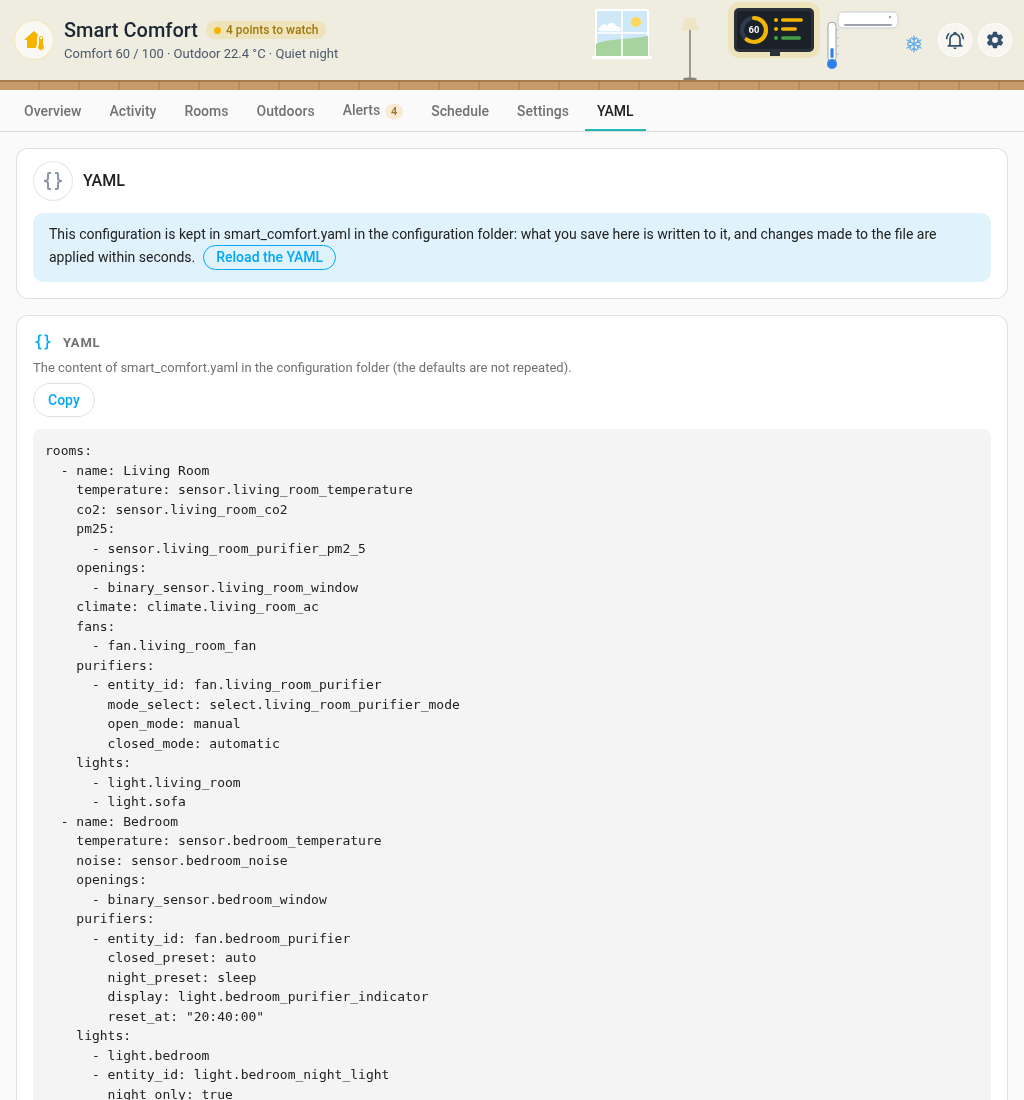 Smart Comfort
4 points to watch
Comfort 60 / 100 · Outdoor 22.4 °C · Quiet night
60
Overview
Activity
Rooms
Outdoors
Alerts 4
Schedule
Settings
YAML
{} YAML
This configuration is kept in smart_comfort.yaml in the configuration folder: what you save here is written to it, and changes made to the file are
applied within seconds. Reload the YAML
{} YAML
The content of smart_comfort.yaml in the configuration folder (the defaults are not repeated).
Copy
rooms:
  - name: Living Room
    temperature: sensor.living_room_temperature
    co2: sensor.living_room_co2
    pm25:
      - sensor.living_room_purifier_pm2_5
    openings:
      - binary_sensor.living_room_window
    climate: climate.living_room_ac
    fans:
      - fan.living_room_fan
    purifiers:
      - entity_id: fan.living_room_purifier
        mode_select: select.living_room_purifier_mode
        open_mode: manual
        closed_mode: automatic
    lights:
      - light.living_room
      - light.sofa
  - name: Bedroom
    temperature: sensor.bedroom_temperature
    noise: sensor.bedroom_noise
    openings:
      - binary_sensor.bedroom_window
    purifiers:
      - entity_id: fan.bedroom_purifier
        closed_preset: auto
        night_preset: sleep
        display: light.bedroom_purifier_indicator
        reset_at: "20:40:00"
    lights:
      - light.bedroom
      - entity_id: light.bedroom_night_light
        night_only: true